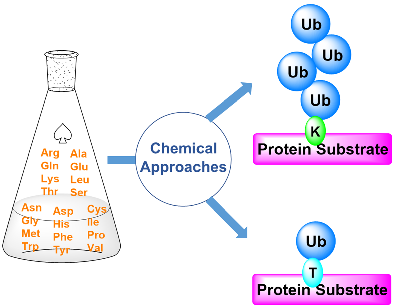 Arg Ala
Gln Glu
Lys Leu
Thr Ser
Asn Asp Cys
Gly His Ile
Met Phe Pro
Trp Tyr Val
Chemical
Approaches
Ub
Ub
Ub
Ub
K
Protein Substrate
Ub
T
Protein Substrate